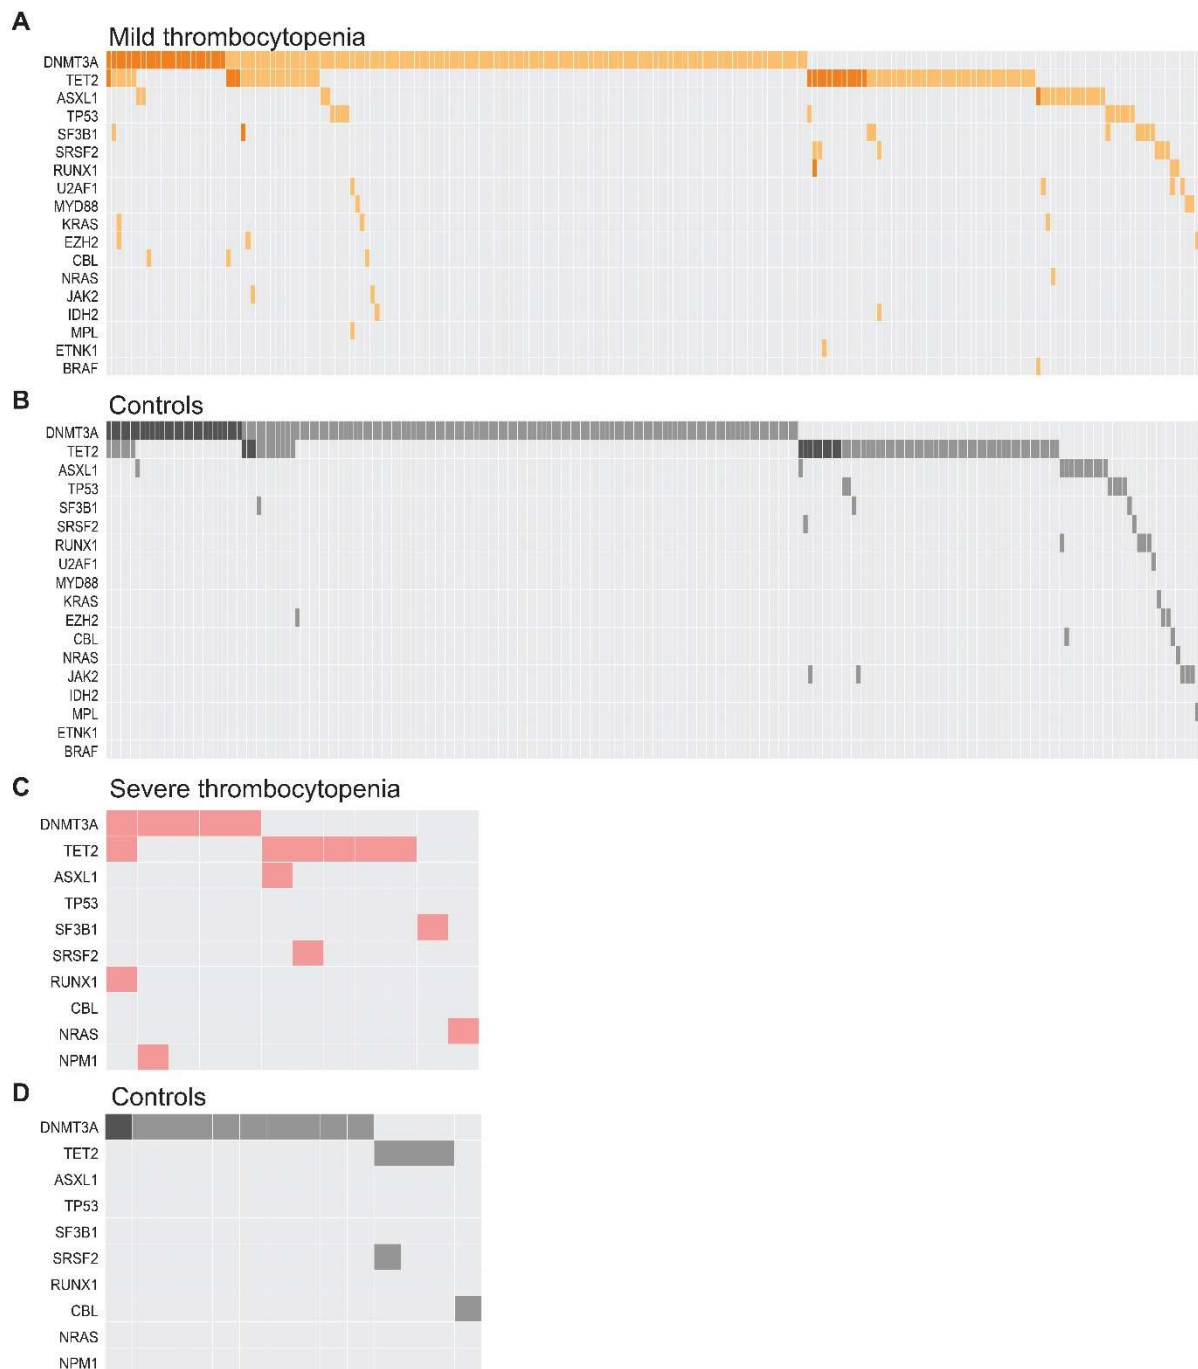 A
Mild thrombocytopenia
DNMT3A
TET2
ASXL1
TP53
SF3B1
SRSF2
RUNX1
U2AF1
MYD88
KRAS
EZH2
CBL
NRAS
JAK2
IDH2
MPL
ETNK1
BRAF
B
Controls
DNMT3A
TET2
ASXL1
TP53
SF3B1
SRSF2
RUNX1
U2AF1
MYD88
KRAS
EZH2
CBL
NRAS
JAK2
IDH2
MPL
ETNK1
BRAF
C
Severe thrombocytopenia
DNMT3A
TET2
ASXL1
TP53
SF3B1
SRSF2
RUNX1
CBL
NRAS
NPM1
D
Controls
DNMT3A
TET2
ASXL1
TP53
SF3B1
SRSF2
RUNX1
CBL
NRAS
NPM1